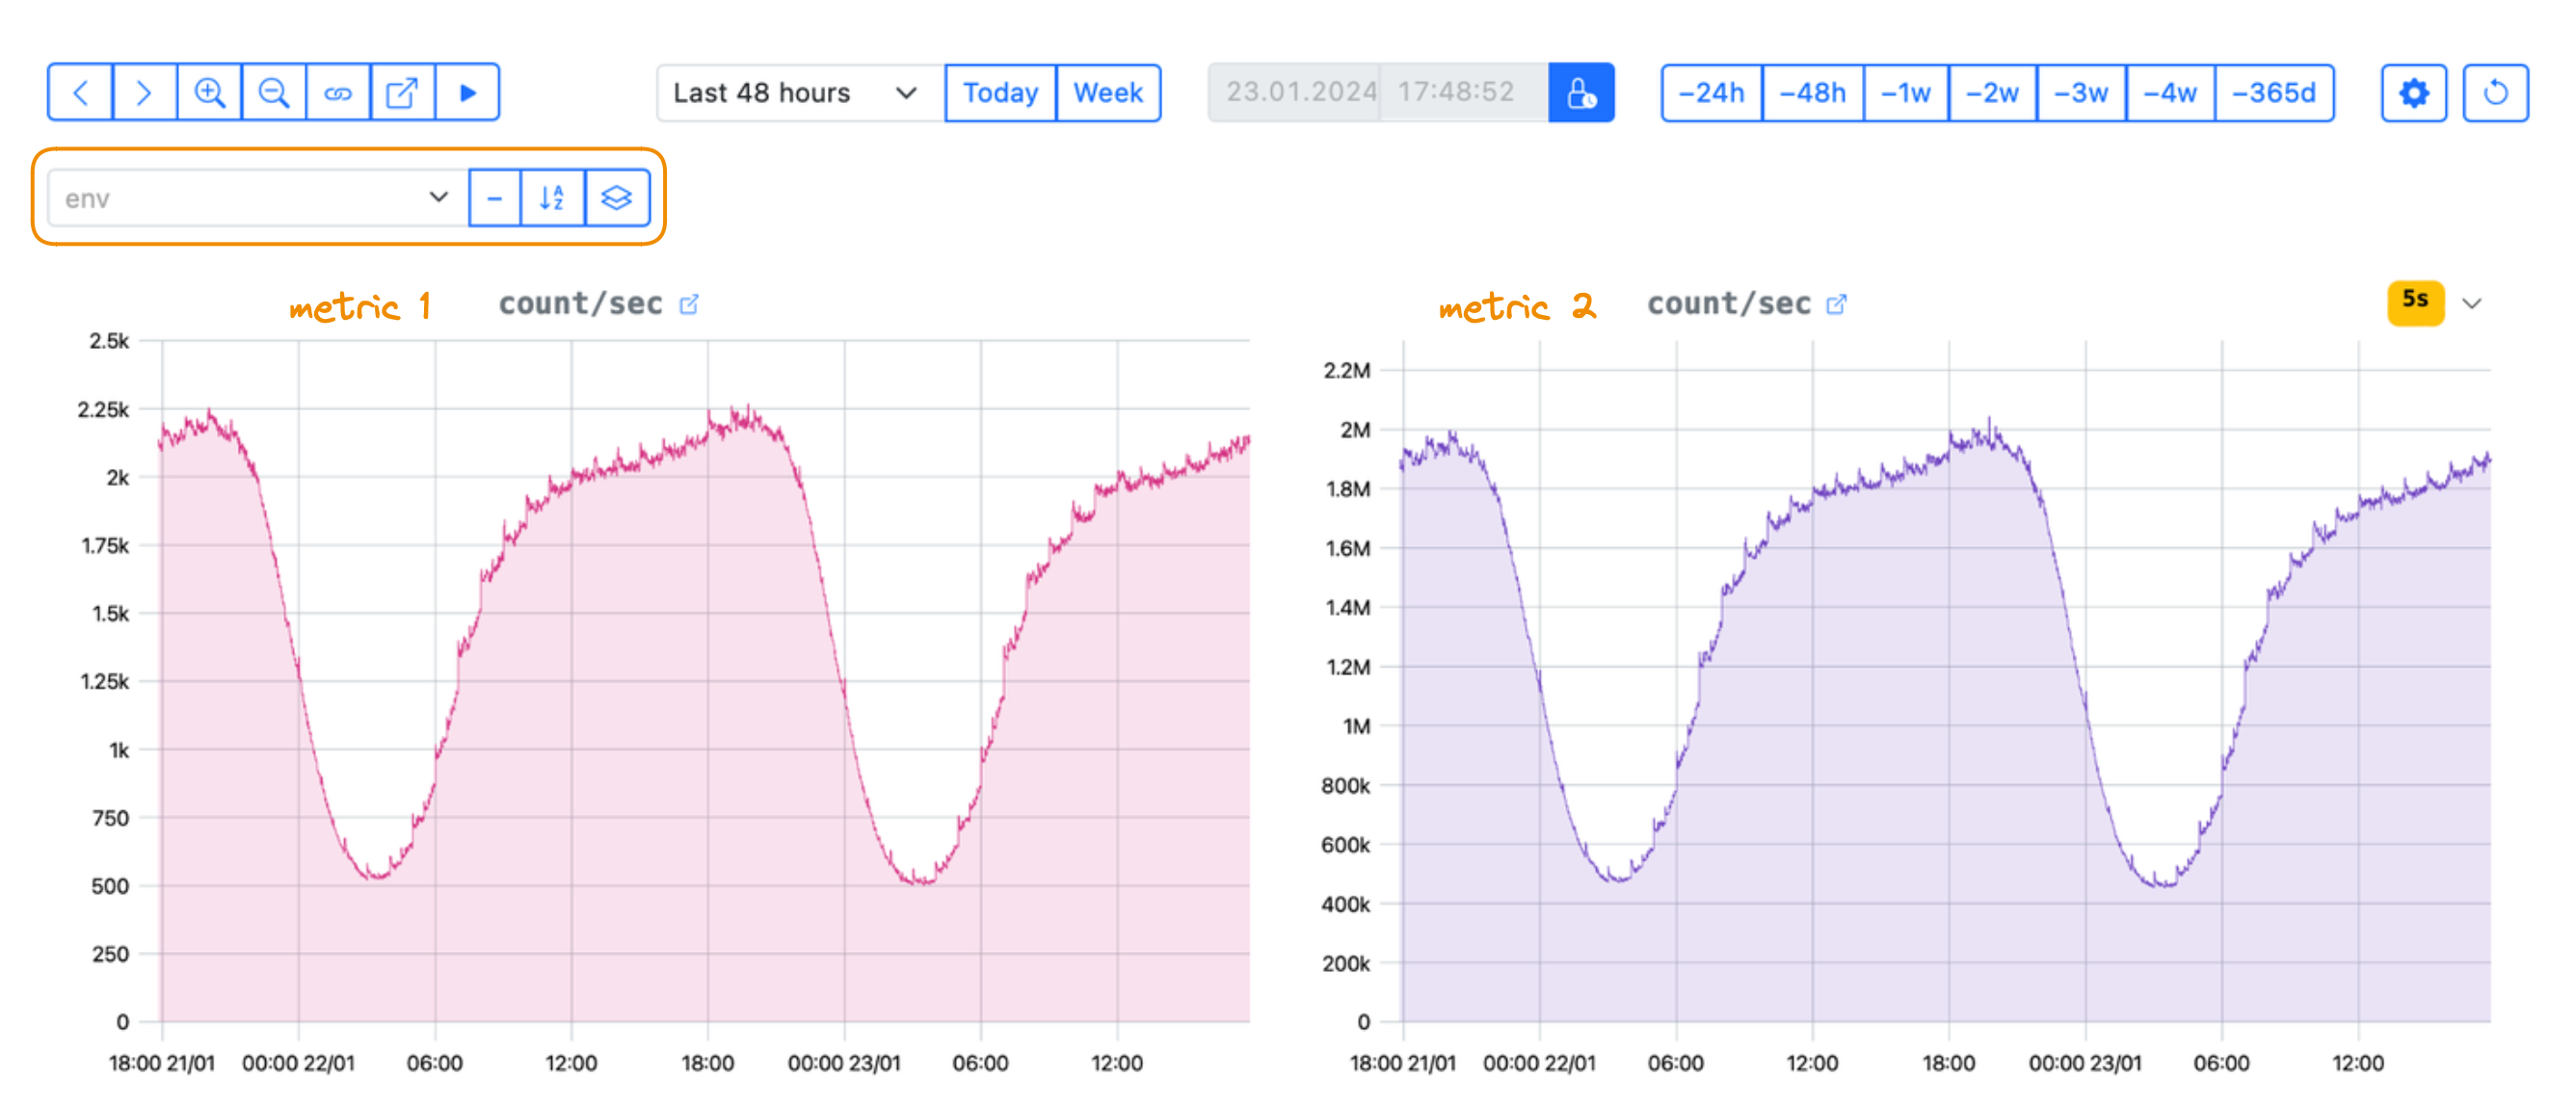 Last 48 hours Today Week 23.01.2024 17:48:52 −24h −48h −1w −2w −3w −4w −365d
env – A Z
metric 1 count/sec
2.5k
2.25k
2k
1.75k
1.5k
1.25k
1k
750
500
250
0
18:00 21/01 00:00 22/01 06:00 12:00 18:00 00:00 23/01 06:00 12:00
metric 2 count/sec 5s
2.2M
2M
1.8M
1.6M
1.4M
1.2M
1M
800k
600k
400k
200k
0
18:00 21/01 00:00 22/01 06:00 12:00 18:00 00:00 23/01 06:00 12:00